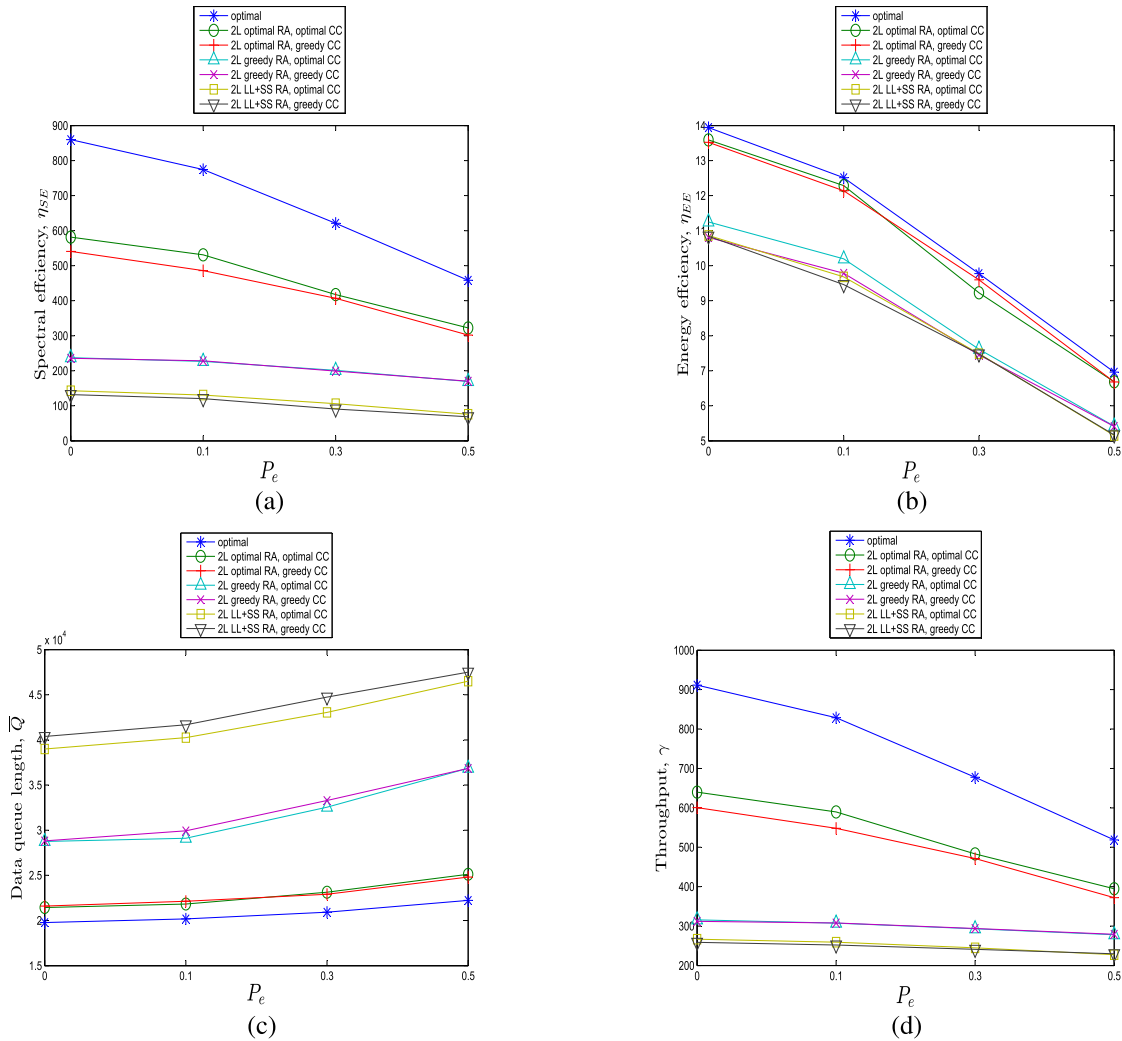 optimal
2L optimal RA, optimal CC
2L optimal RA, greedy CC
2L greedy RA, optimal CC
2L greedy RA, greedy CC
2L LL+SS RA, optimal CC
2L LL+SS RA, greedy CC
900
800
700
600
500
400
300
200
100
0
Spectral effciency, η_SE
0
0.1
0.3
0.5
P_e
(a)
optimal
2L optimal RA, optimal CC
2L optimal RA, greedy CC
2L greedy RA, optimal CC
2L greedy RA, greedy CC
2L LL+SS RA, optimal CC
2L LL+SS RA, greedy CC
14
13
12
11
10
9
8
7
6
5
Energy effciency, η_EE
0
0.1
0.3
0.5
P_e
(b)
optimal
2L optimal RA, optimal CC
2L optimal RA, greedy CC
2L greedy RA, optimal CC
2L greedy RA, greedy CC
2L LL+SS RA, optimal CC
2L LL+SS RA, greedy CC
x 10^4
5
4.5
4
3.5
3
2.5
2
1.5
Data queue length, Q̅
0
0.1
0.3
0.5
P_e
(c)
optimal
2L optimal RA, optimal CC
2L optimal RA, greedy CC
2L greedy RA, optimal CC
2L greedy RA, greedy CC
2L LL+SS RA, optimal CC
2L LL+SS RA, greedy CC
1000
900
800
700
600
500
400
300
200
Throughput, γ
0
0.1
0.3
0.5
P_e
(d)